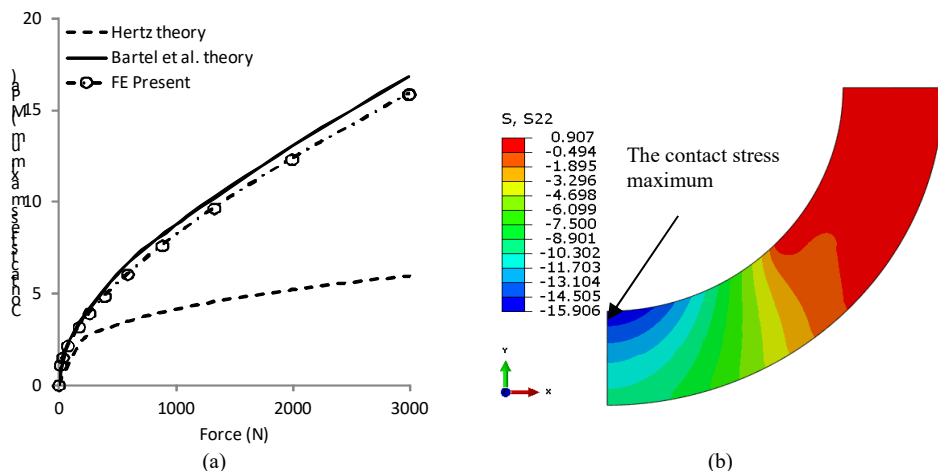 20
15
10
5
0
Hertz theory
Bartel et al. theory
FE Present
0
1000
2000
3000
Force (N)
(a)
S, S22
0.907
-0.494
-1.895
-3.296
-4.698
-6.099
-7.500
-8.901
-10.302
-11.703
-13.104
-14.505
-15.906
The contact stress
maximum
Y
X
(b)